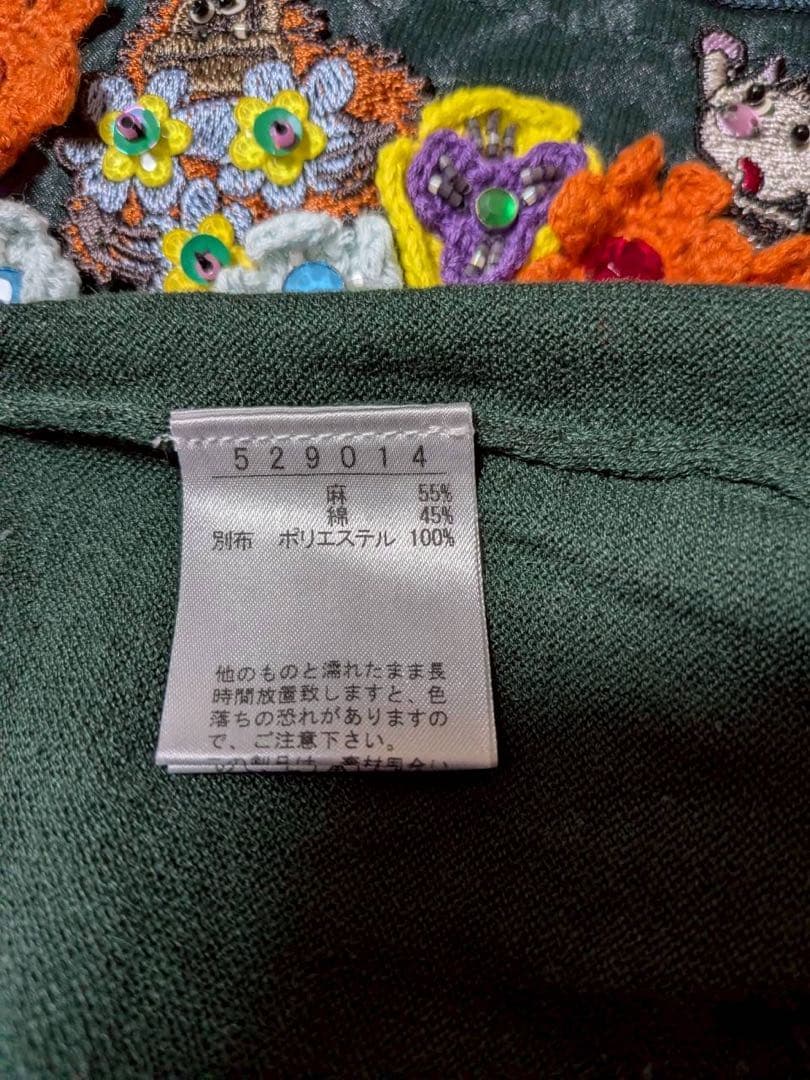 529014
麻 55%
綿 45%
別布 ポリエステル 100%
他のものと濡れたまま長
時間放置致しますと、色
落ちの恐れがありますの
で、ご注意下さい。